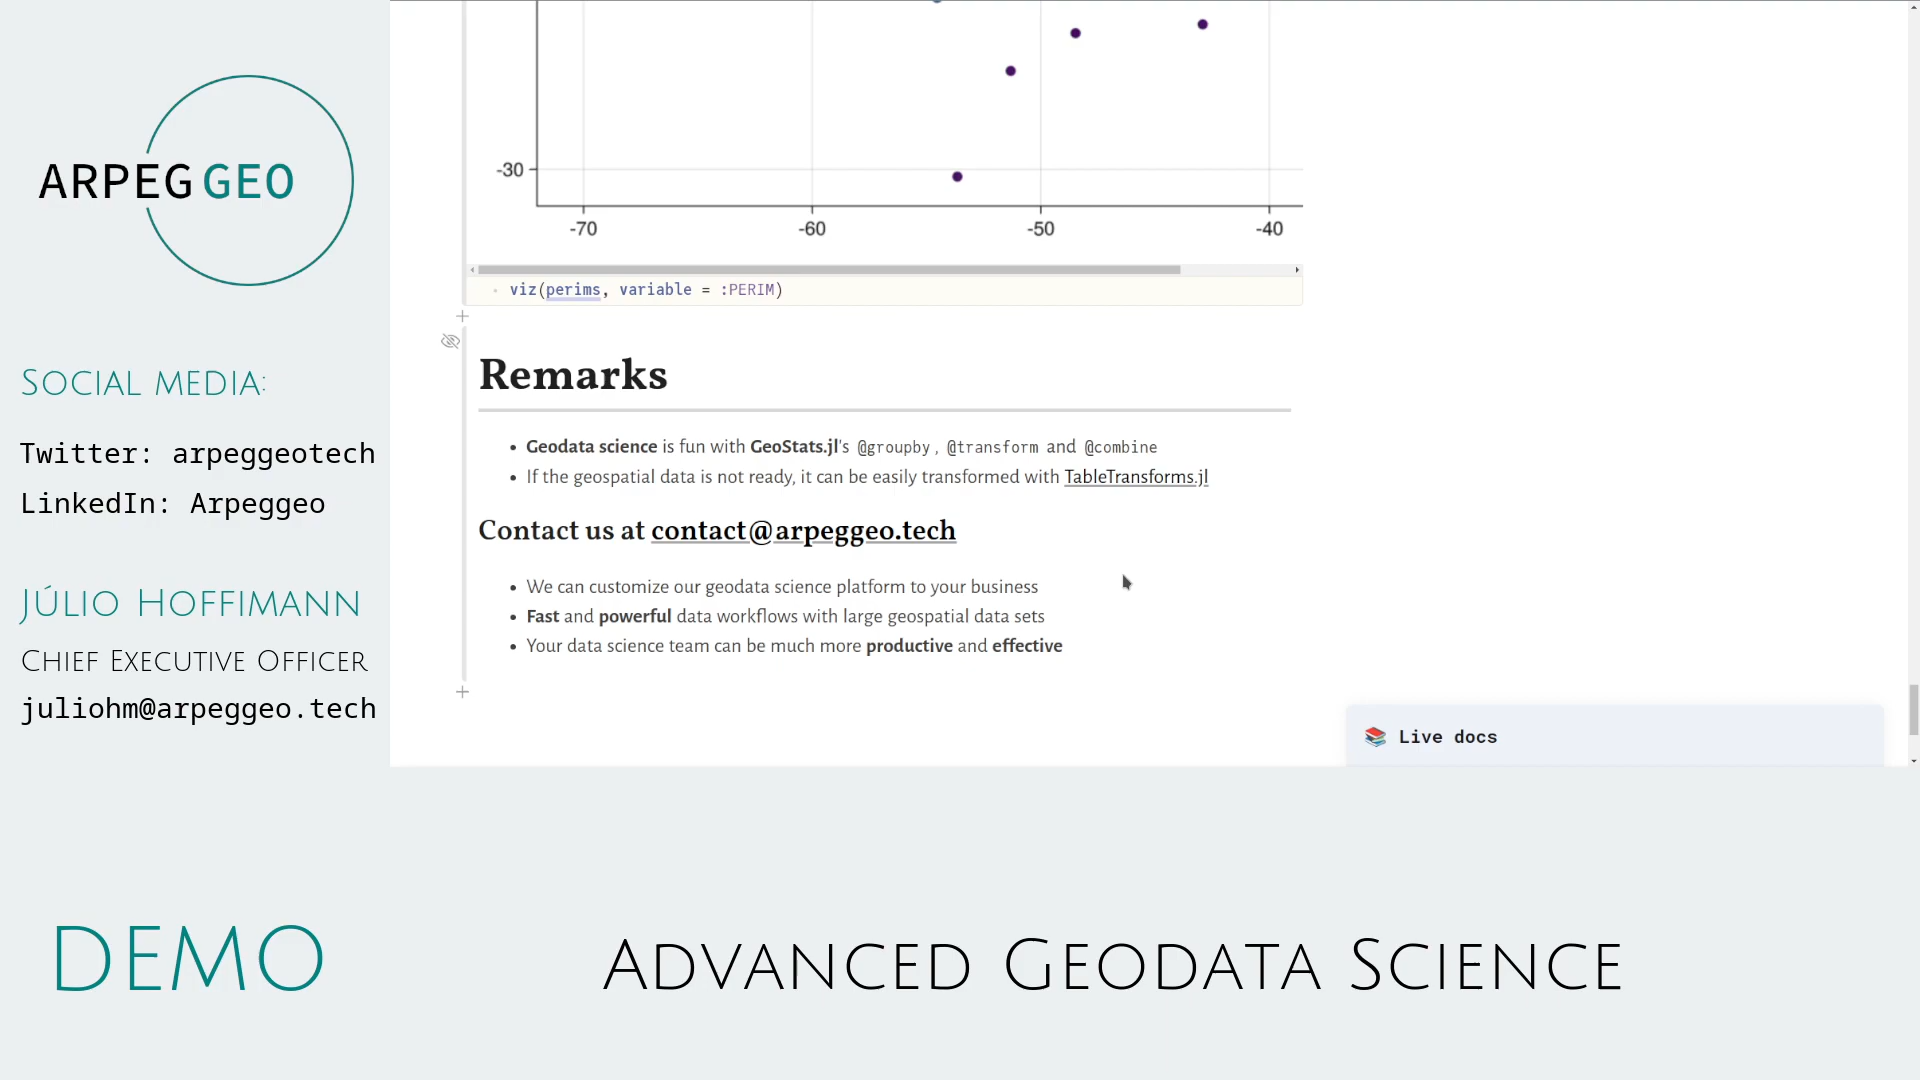 ARPEGGEO
SOCIAL MEDIA:
Twitter: arpeggeotech
LinkedIn: Arpeggeo
JÚLIO HOFFIMANN
CHIEF EXECUTIVE OFFICER
juliohm@arpeggeo.tech
-30
-70 -60 -50 -40
viz(perims, variable = :PERIM)
Remarks
• Geodata science is fun with GeoStats.jl's @groupby, @transform and @combine
• If the geospatial data is not ready, it can be easily transformed with TableTransforms.jl
Contact us at contact@arpeggeo.tech
• We can customize our geodata science platform to your business
• Fast and powerful data workflows with large geospatial data sets
• Your data science team can be much more productive and effective
Live docs
DEMO
ADVANCED GEODATA SCIENCE